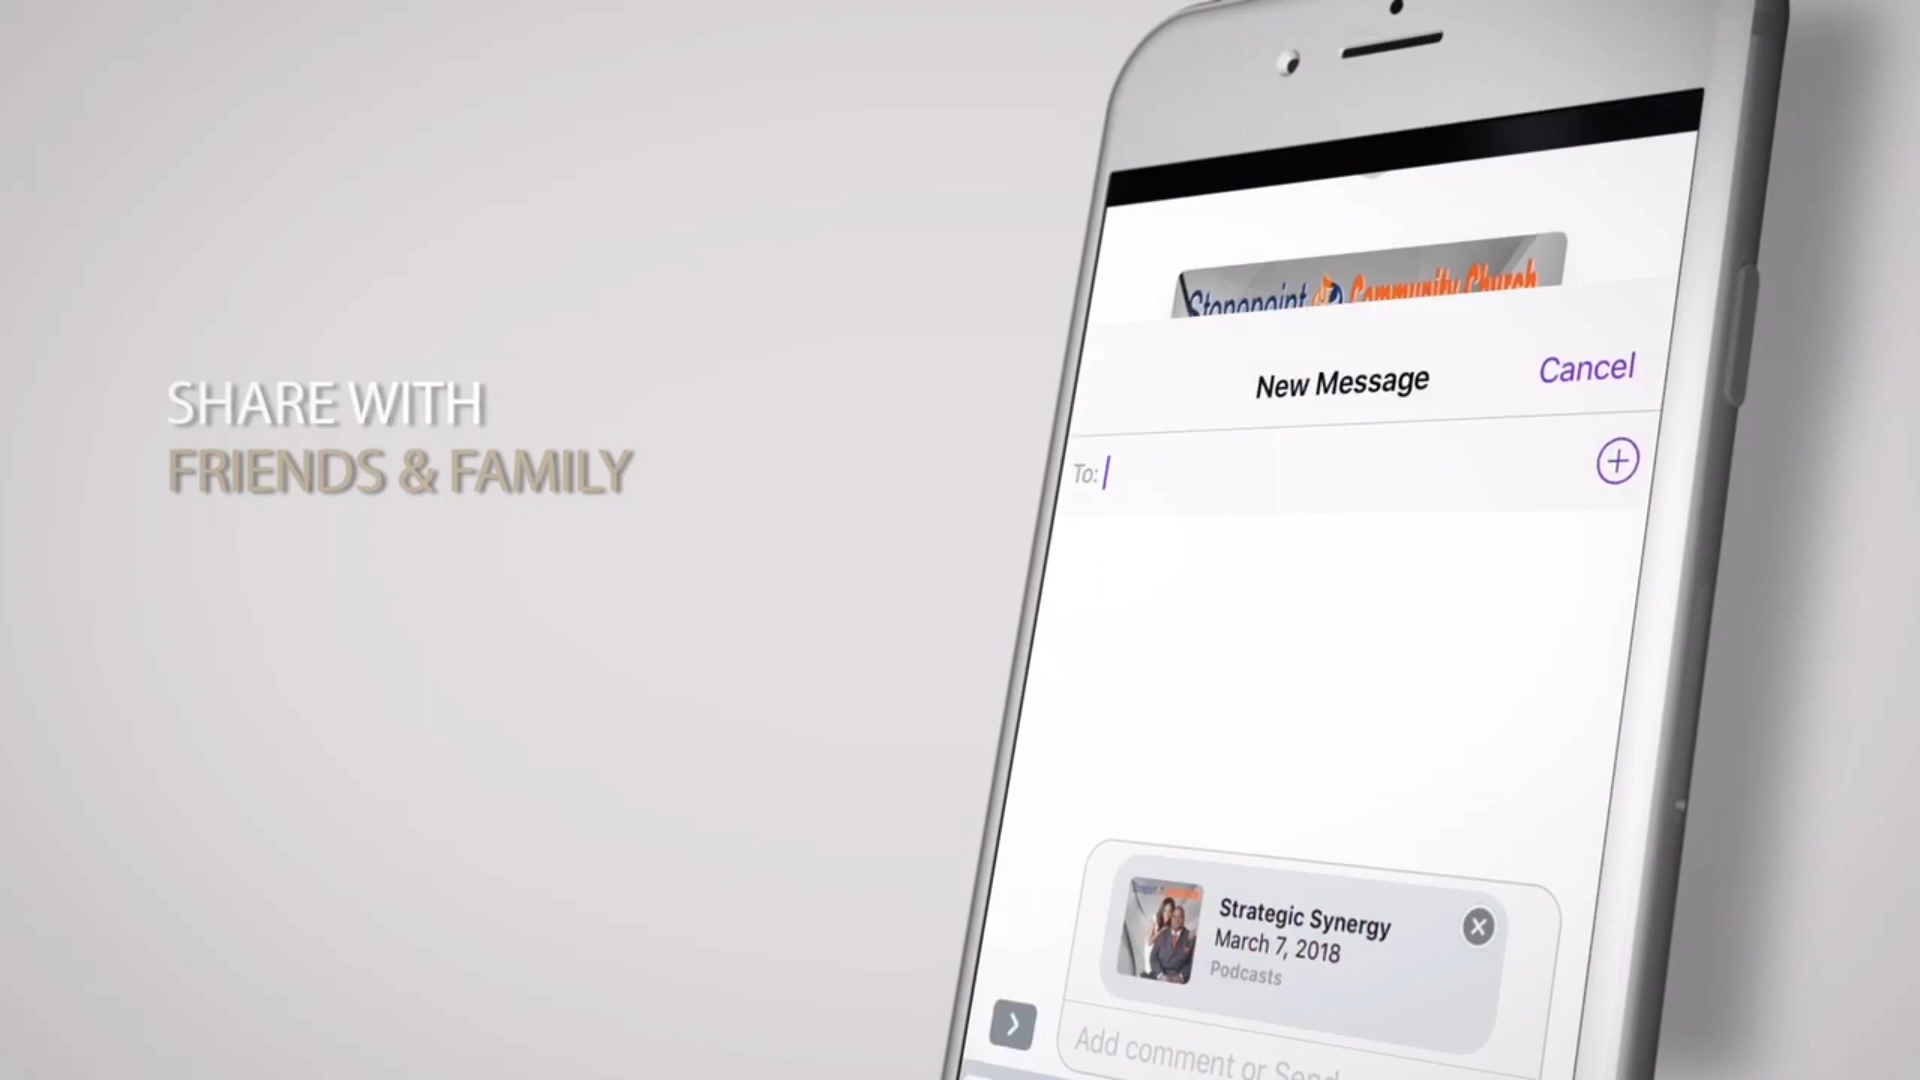 SHARE WITH
FRIENDS & FAMILY
Stonepoint Community Church
New Message
Cancel
To:
Strategic Synergy
March 7, 2018
Podcasts
Add comment or Send